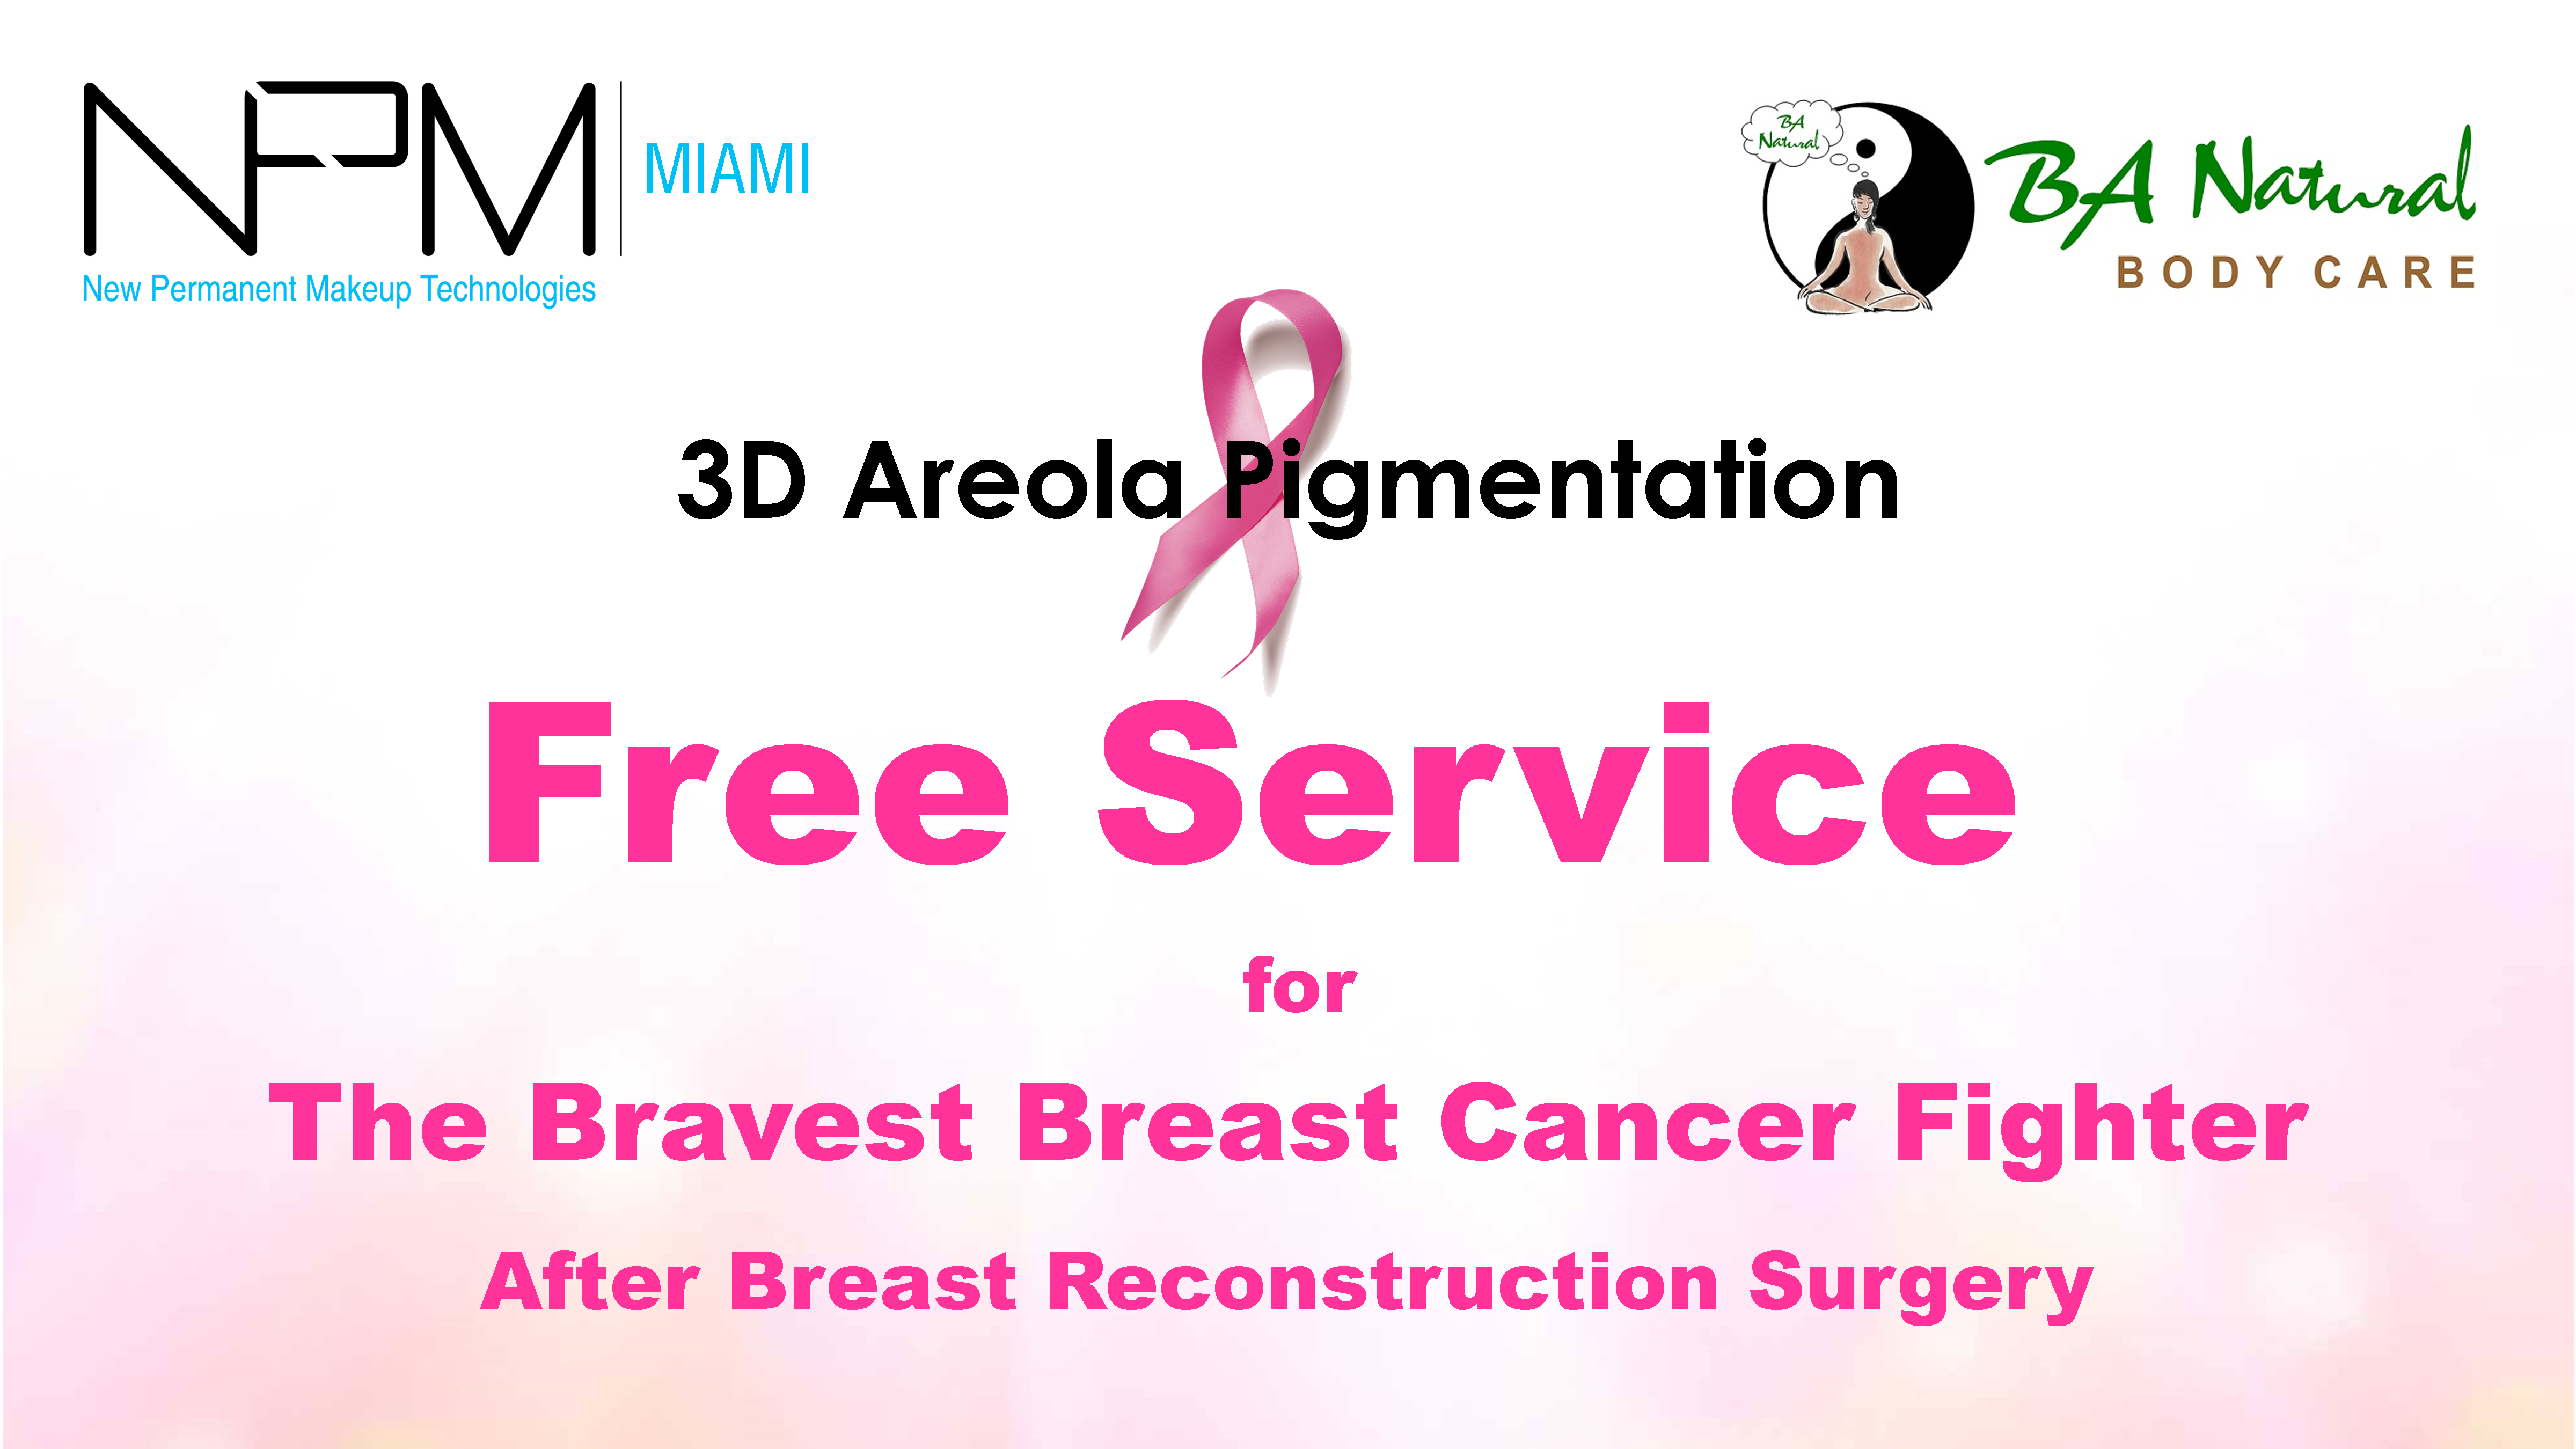 NPM
MIAMI
New Permanent Makeup Technologies
BA
Natural
BA Natural
BODY CARE
3D Areola Pigmentation
Free Service
for
The Bravest Breast Cancer Fighter
After Breast Reconstruction Surgery